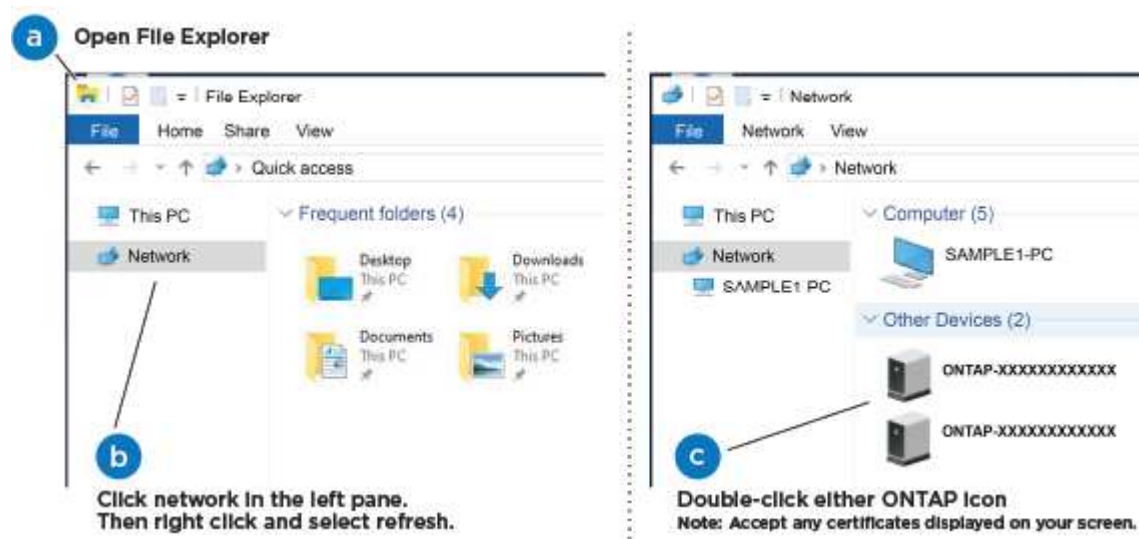 a Open File Explorer
File Explorer
File Home Share View
Quick access
This PC
Network
Frequent folders (4)
Desktop
This PC
Downloads
This PC
Documents
This PC
Pictures
This PC
b
Click network in the left pane.
Then right click and select refresh.
Network
File Network View
Network
This PC
Network
SAMPLE1 PC
Computer (5)
SAMPLE1-PC
Other Devices (2)
ONTAP-XXXXXXXXXXXX
ONTAP-XXXXXXXXXXXX
c
Double-click either ONTAP icon
Note: Accept any certificates displayed on your screen.